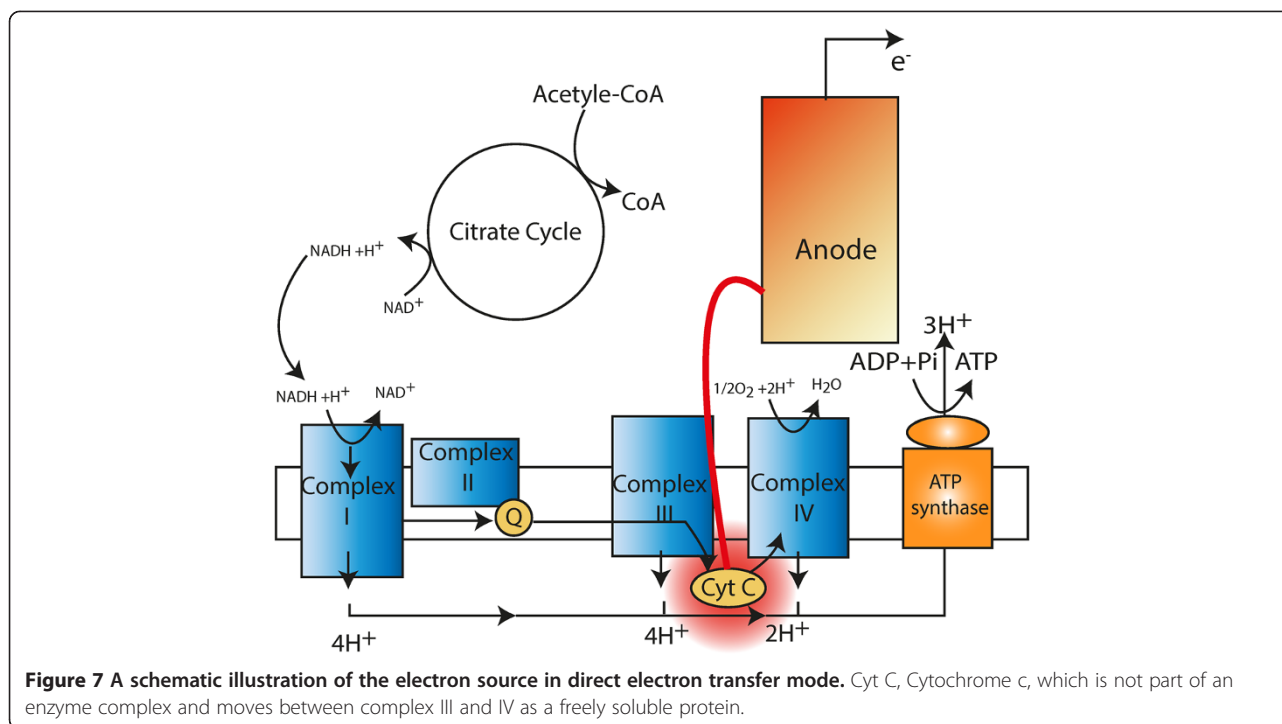 e-
Acetyle-CoA
CoA
Citrate Cycle
NADH +H+
NAD+
Anode
3H+
ADP+Pi
ATP
NADH +H+
NAD+
1/2O2 +2H+
H2O
Complex
I
Complex
II
Q
Complex
III
Complex
IV
ATP
synthase
Cyt C
4H+
4H+
2H+
Figure 7 A schematic illustration of the electron source in direct electron transfer mode. Cyt C, Cytochrome c, which is not part of an
enzyme complex and moves between complex III and IV as a freely soluble protein.